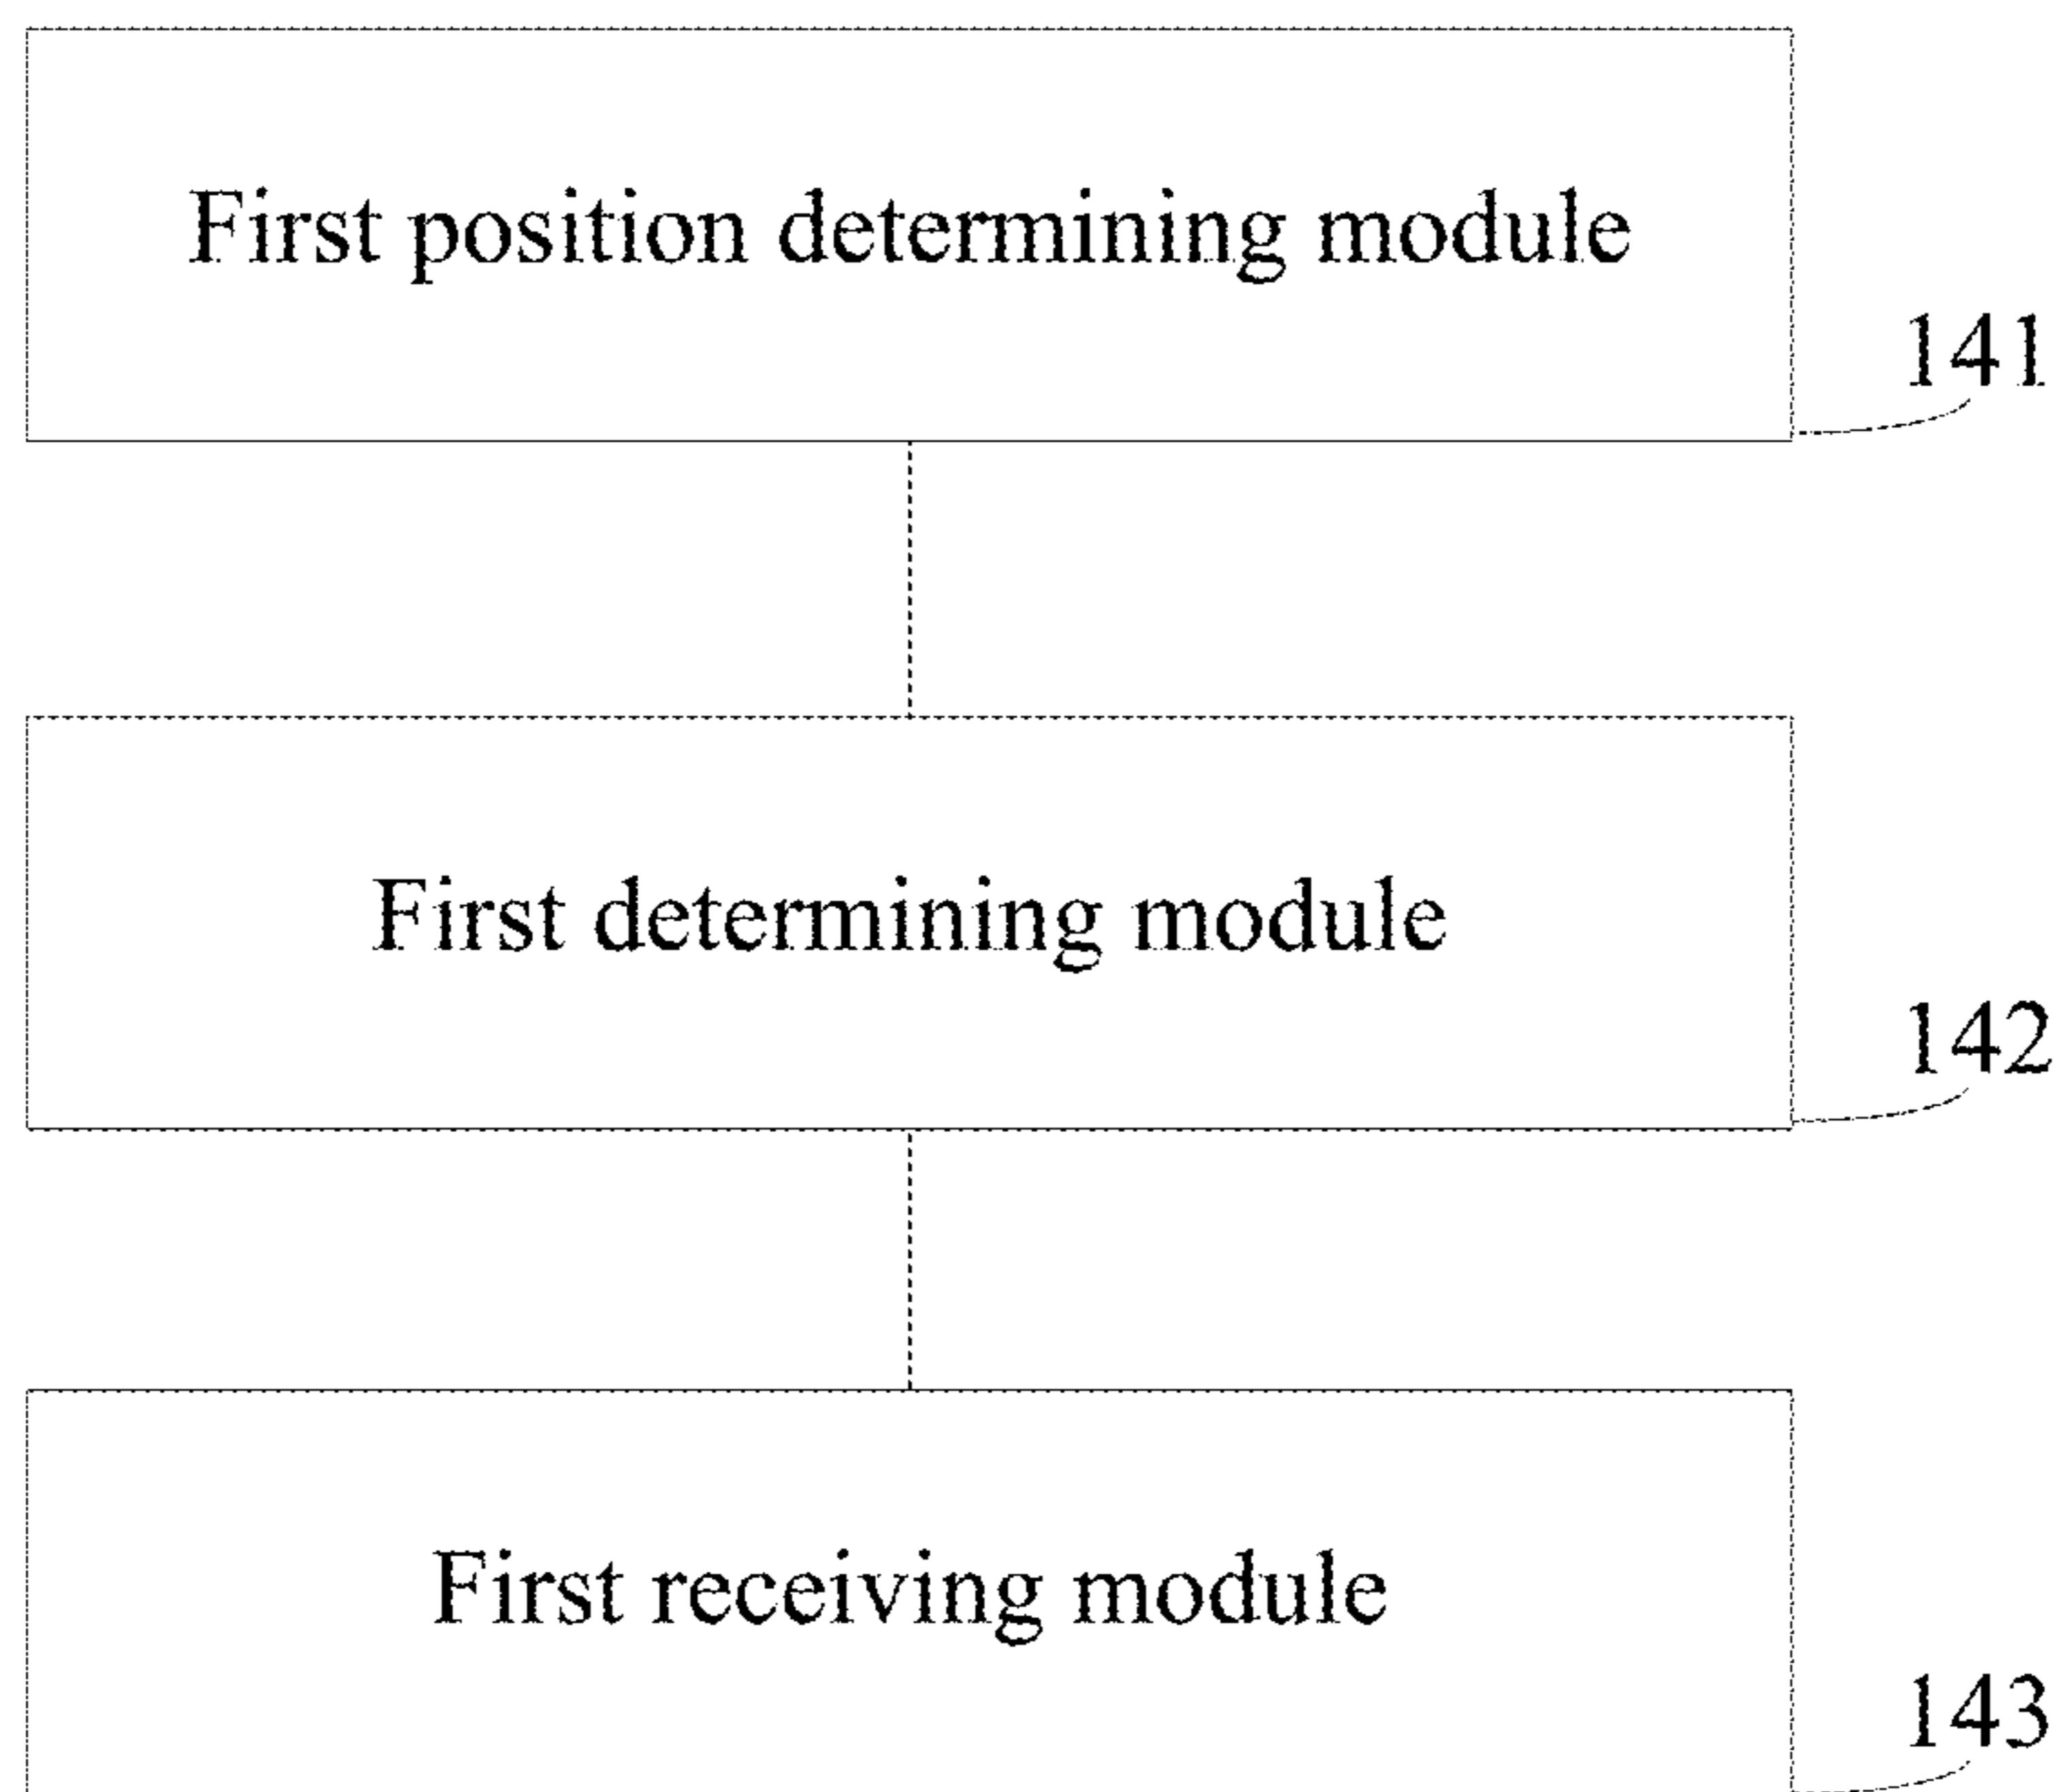 First position determining module
141
First determining module
142
First receiving module
143